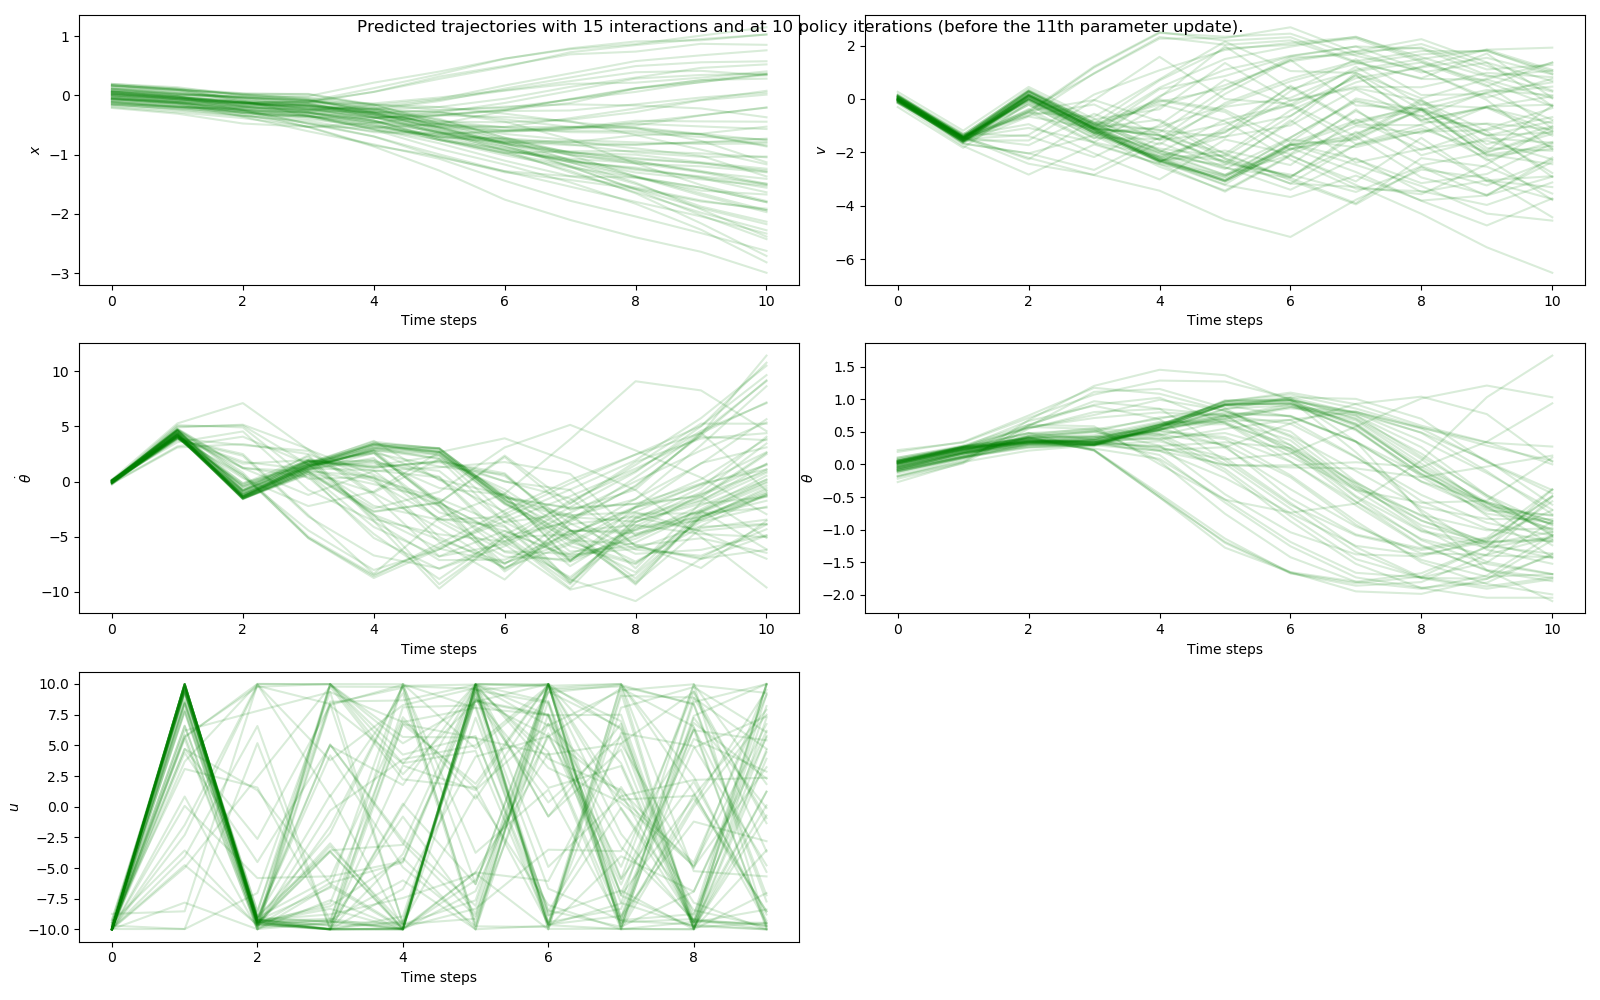 Predicted trajectories with 15 interactions and at 10 policy iterations (before the 11th parameter update).
1
0
−1
−2
−3
x
0 2 4 6 8 10
Time steps
2
0
−2
−4
−6
v
0 2 4 6 8 10
Time steps
10
5
0
−5
−10
θ̇
0 2 4 6 8 10
Time steps
1.5
1.0
0.5
0.0
−0.5
−1.0
−1.5
−2.0
θ
0 2 4 6 8 10
Time steps
10.0
7.5
5.0
2.5
0.0
−2.5
−5.0
−7.5
−10.0
u
0 2 4 6 8
Time steps